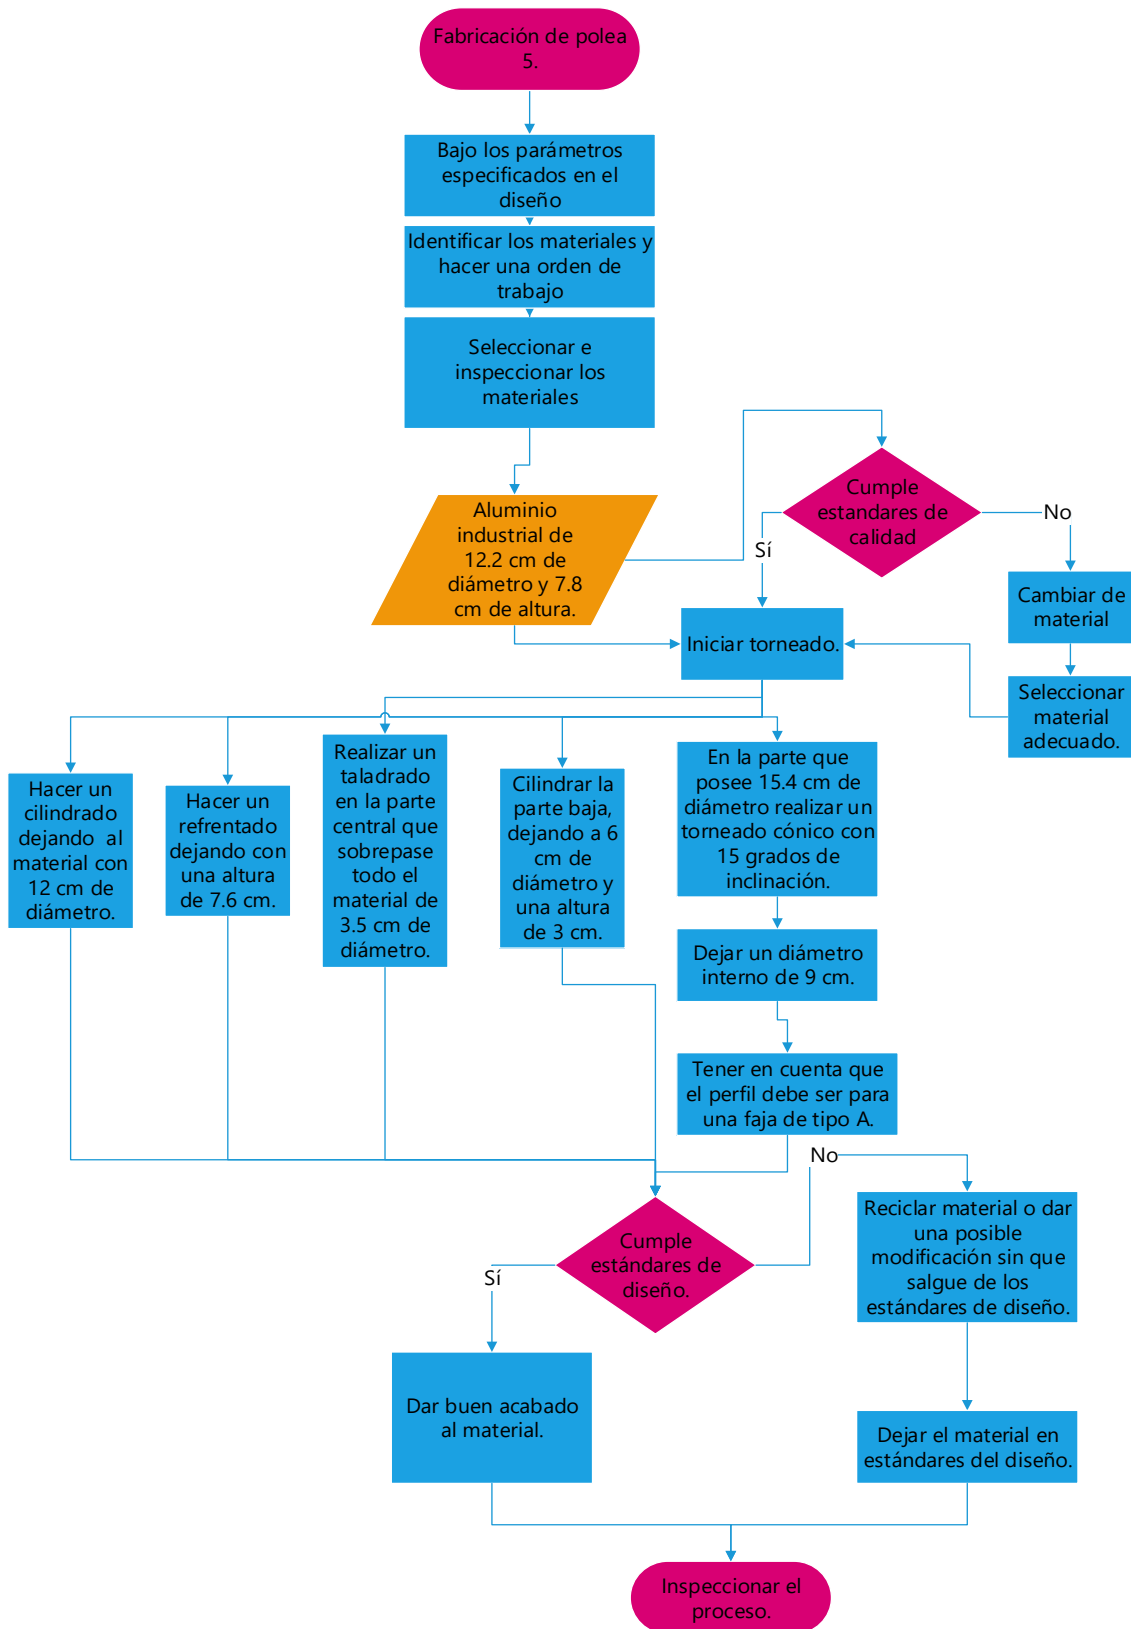 Fabricación de polea
5.
Bajo los parámetros
especificados en el
diseño
Identificar los materiales y
hacer una orden de
trabajo
Seleccionar e
inspeccionar los
materiales
Aluminio
industrial de
12.2 cm de
diámetro y 7.8
cm de altura.
Cumple
estandares de
calidad
No
Sí
Cambiar de
material
Iniciar torneado.
Seleccionar
material
adecuado.
Hacer un
cilindrado
dejando al
material con
12 cm de
diámetro.
Hacer un
refrentado
dejando con
una altura
de 7.6 cm.
Realizar un
taladrado
en la parte
central que
sobrepase
todo el
material de
3.5 cm de
diámetro.
Cilindrar la
parte baja,
dejando a 6
cm de
diámetro y
una altura
de 3 cm.
En la parte que
posee 15.4 cm de
diámetro realizar un
torneado cónico con
15 grados de
inclinación.
Dejar un diámetro
interno de 9 cm.
Tener en cuenta que
el perfil debe ser para
una faja de tipo A.
No
Cumple
estándares de
diseño.
Sí
Reciclar material o dar
una posible
modificación sin que
salgue de los
estándares de diseño.
Dar buen acabado
al material.
Dejar el material en
estándares del diseño.
Inspeccionar el
proceso.